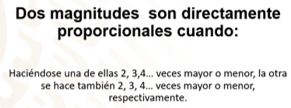 Dos magnitudes son directamente
proporcionales cuando:
Haciéndose una de ellas 2, 3,4... veces mayor o menor, la otra
se hace también 2, 3, 4... veces mayor o menor,
respectivamente.